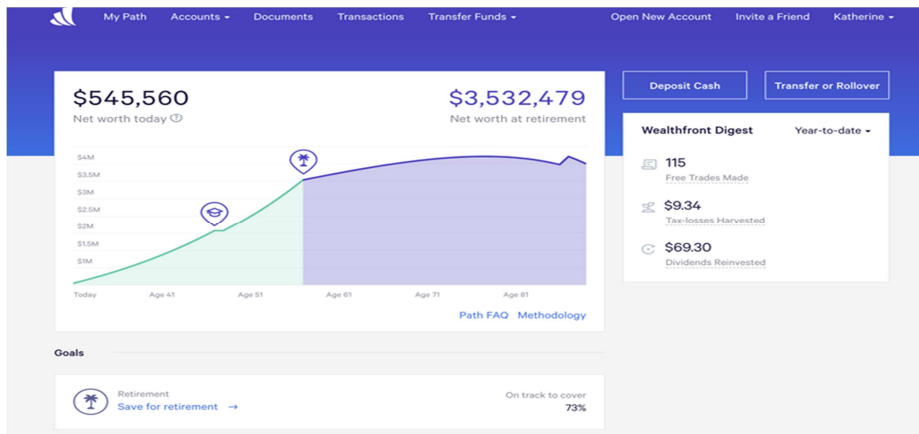 My Path Accounts Documents Transactions Transfer Funds Open New Account Invite a Friend Katherine
$545,560
Net worth today
$3,532,479
Net worth at retirement
$4M
$3.5M
$3M
$2.5M
$2M
$1.5M
$1M
Today Age 41 Age 51 Age 61 Age 71 Age 81
Path FAQ Methodology
Deposit Cash Transfer or Rollover
Wealthfront Digest Year-to-date
115
Free Trades Made
$9.34
Tax-losses Harvested
$69.30
Dividends Reinvested
Goals
Retirement
Save for retirement →
On track to cover
73%